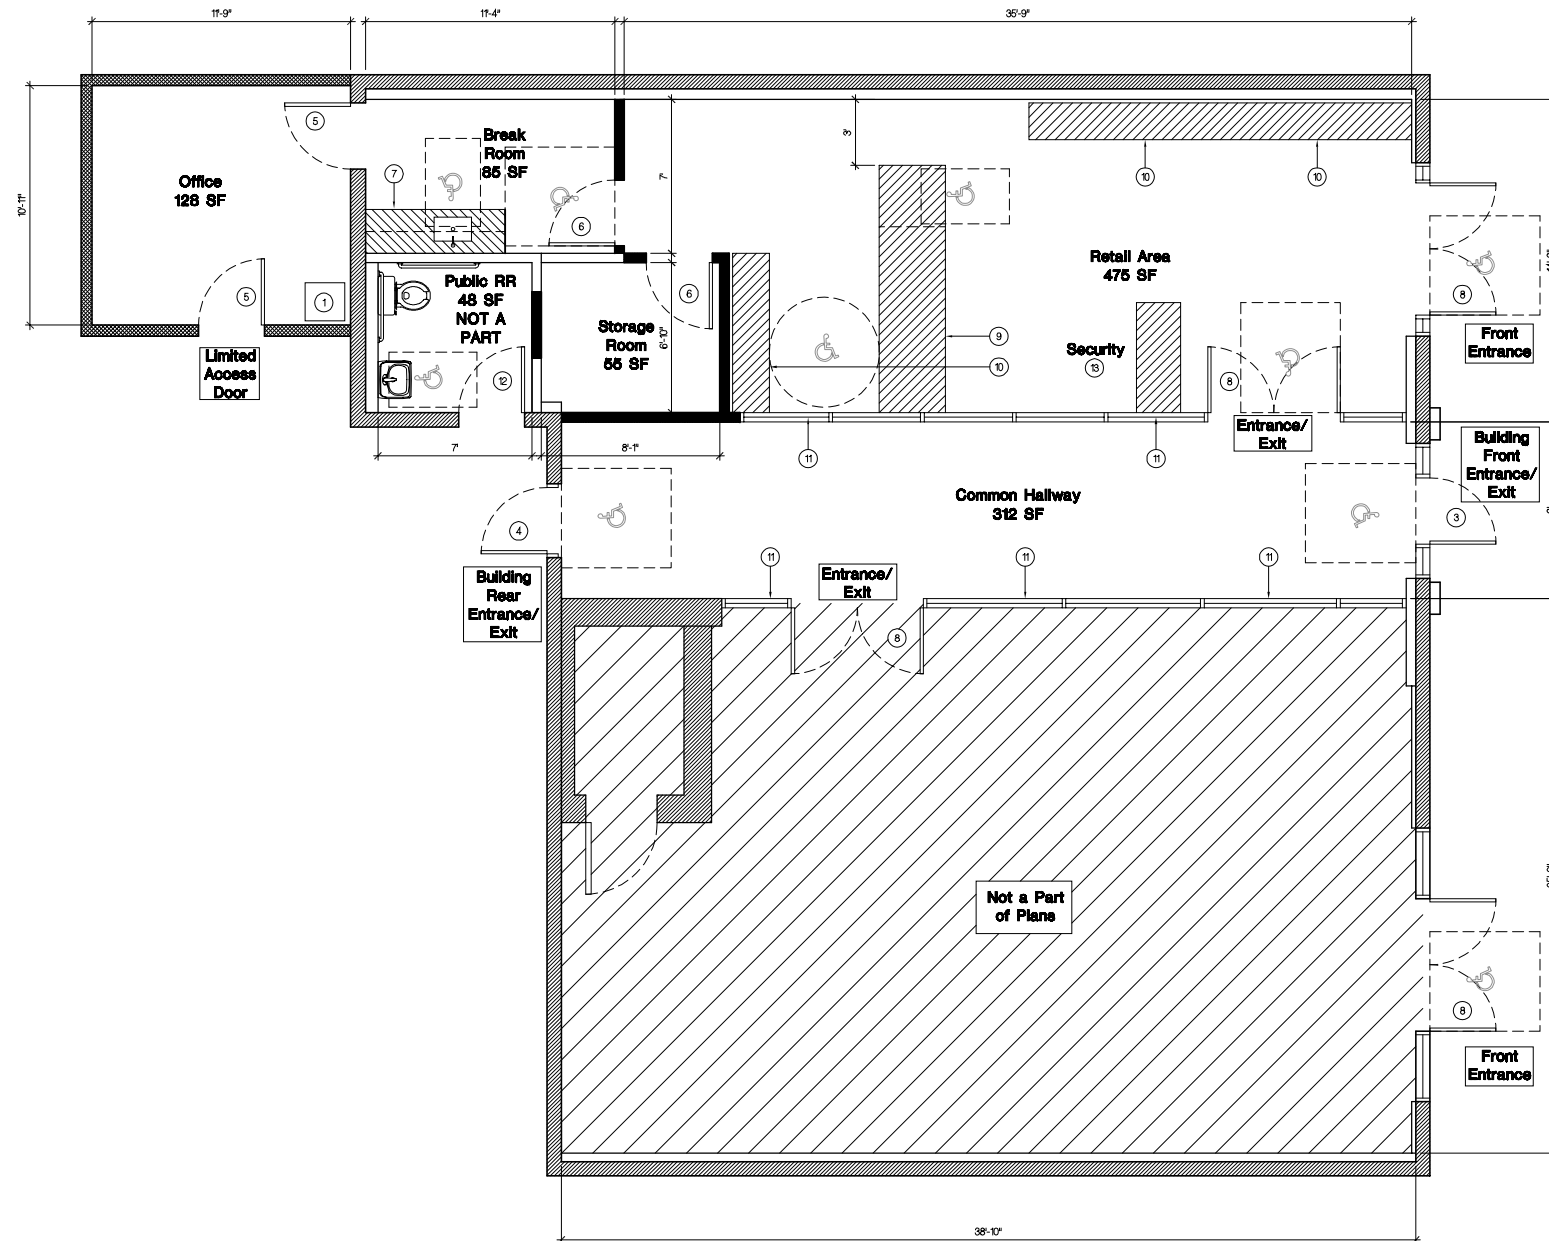 11'-9"
11'-4"
35'-9"
10'-11"
5
Break
Room
85 SF
Office
128 SF
7
6
7'
3'
10
10
Retail Area
475 SF
5
1
Public RR
48 SF
NOT A
PART
6
Storage
Room
55 SF
6'-10"
9
10
Security
13
8
8
Front
Entrance
Limited
Access
Door
12
7'
8'-1"
11
11
Entrance/
Exit
Building
Front
Entrance/
Exit
Common Hallway
312 SF
4
3
Building
Rear
Entrance/
Exit
11
Entrance/
Exit
11
11
8
Not a Part
of Plans
8
Front
Entrance
38'-10"